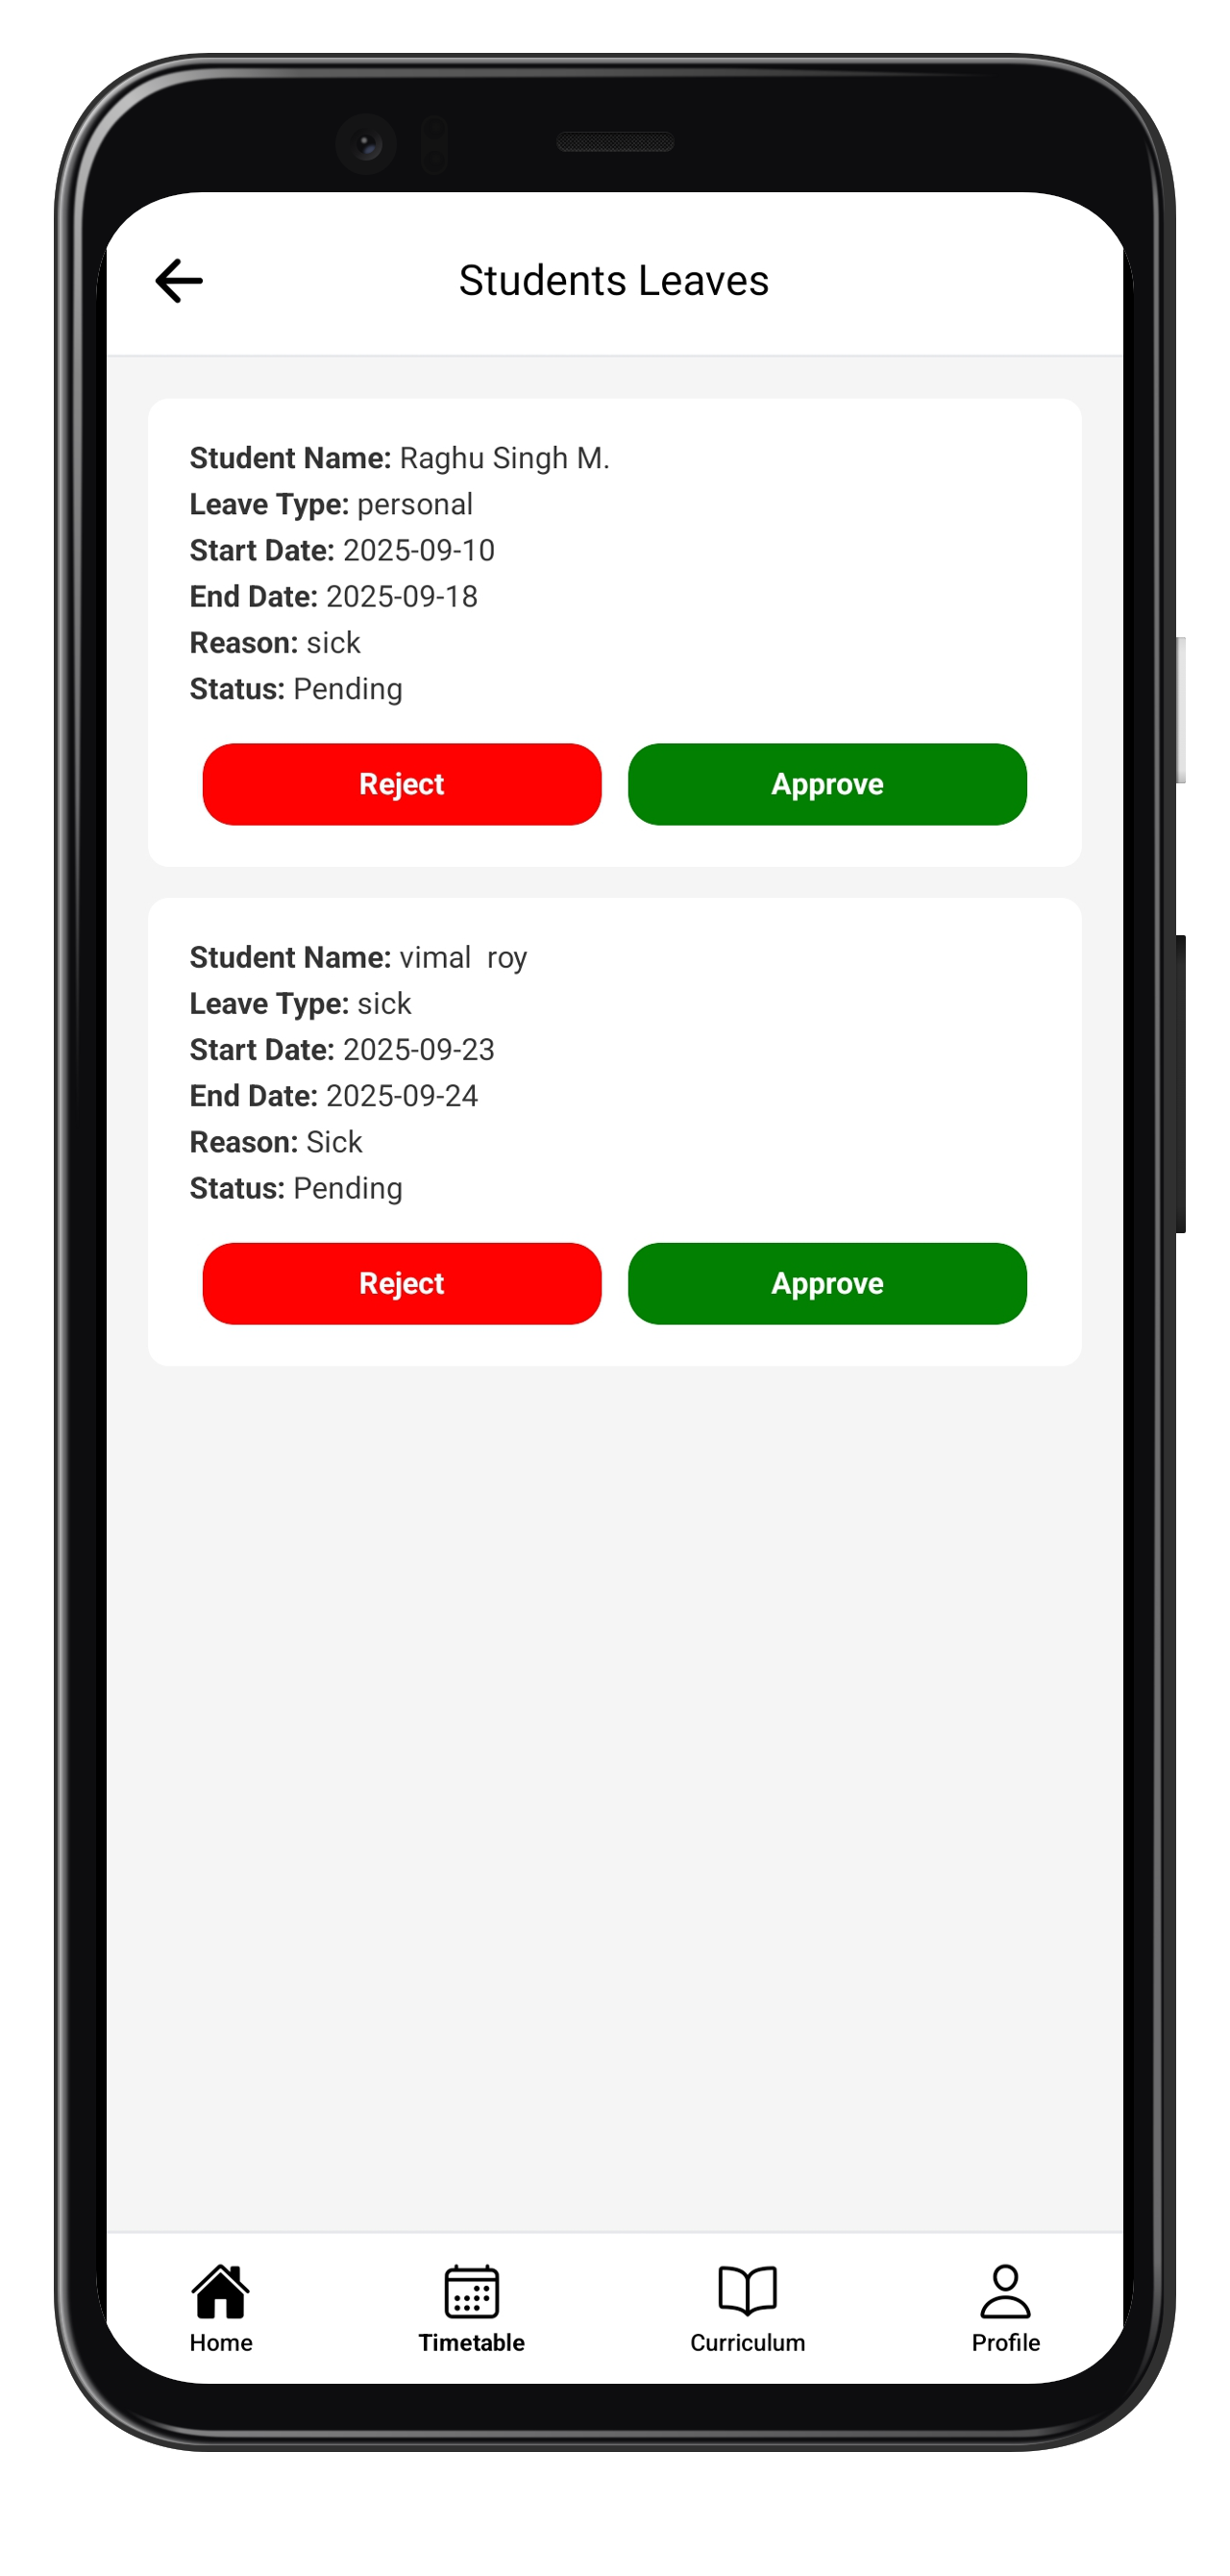 Students Leaves
Student Name: Raghu Singh M.
Leave Type: personal
Start Date: 2025-09-10
End Date: 2025-09-18
Reason: sick
Status: Pending
Reject Approve
Student Name: vimal  roy
Leave Type: sick
Start Date: 2025-09-23
End Date: 2025-09-24
Reason: Sick
Status: Pending
Reject Approve
Home Timetable Curriculum Profile